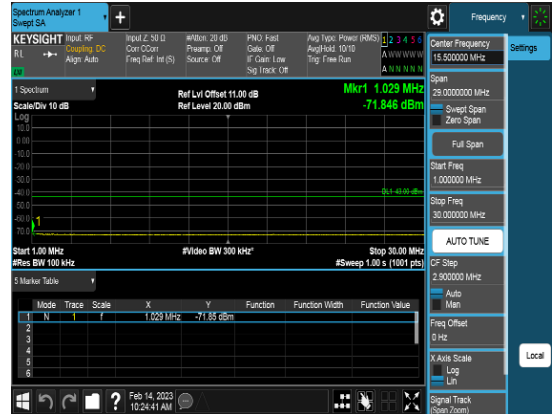 Spectrum Analyzer 1
Swept SA
+
Frequency
KEYSIGHT
RL
Input: RF
Coupling: DC
Align: Auto
Input Z: 50 Ω
Corr CCorr
Freq Ref: Int (S)
#Atten: 20 dB
Preamp: Off
Source: Off
PNO: Fast
Gate: Off
IF Gain: Low
Sig Track: Off
Avg Type: Power (RMS)
Avg|Hold: 10/10
Trig: Free Run
1 2 3 4 5 6
A W W W W W
A N N N N N
1 Spectrum
Scale/Div 10 dB
Log
Ref Lvl Offset 11.00 dB
Ref Level 20.00 dBm
Mkr1 1.029 MHz
-71.846 dBm
10.0
0.00
-10.0
-20.0
-30.0
-40.0
-50.0
-60.0
-70.0
DL1 -43.00 dBm
1
Start 1.00 MHz
#Res BW 100 kHz
#Video BW 300 kHz*
Stop 30.00 MHz
#Sweep 1.00 s (1001 pts)
5 Marker Table
Mode Trace Scale X Y Function Function Width Function Value
1 N 1 f 1.029 MHz -71.85 dBm
2
3
4
5
6
Feb 14, 2023
10:24:41 AM
Center Frequency
15.500000 MHz
Settings
Span
29.0000000 MHz
Swept Span
Zero Span
Full Span
Start Freq
1.000000 MHz
Stop Freq
30.000000 MHz
AUTO TUNE
CF Step
2.900000 MHz
Auto
Man
Freq Offset
0 Hz
X Axis Scale
Log
Lin
Local
Signal Track
(Span Zoom)